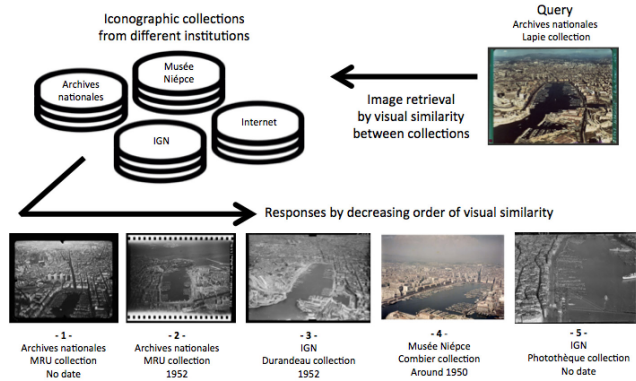 Iconographic collections
from different institutions
Query
Archives nationales
Lapie collection
Archives
nationales
Musée
Niépce
Internet
IGN
Image retrieval
by visual similarity
between collections
Responses by decreasing order of visual similarity
- 1 -
Archives nationales
MRU collection
No date
- 2 -
Archives nationales
MRU collection
1952
- 3 -
IGN
Durandeau collection
1952
- 4 -
Musée Niépce
Combier collection
Around 1950
- 5 -
IGN
Photothèque collection
No date